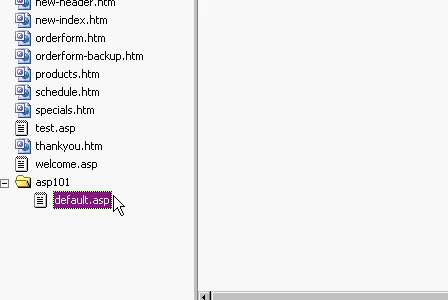 new-header.htm
new-index.htm
orderform.htm
orderform-backup.htm
products.htm
schedule.htm
specials.htm
test.asp
thankyou.htm
welcome.asp
asp101
default.asp